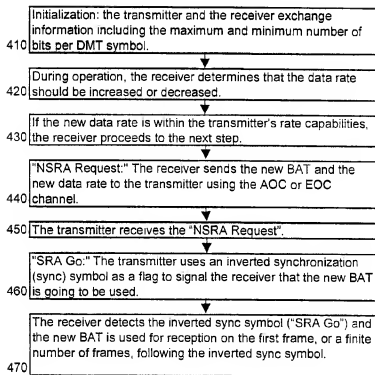 Initialization: the transmitter and the receiver exchange
information including the maximum and minimum number of
410 bits per DMT symbol.
During operation, the receiver determines that the data rate
420 should be increased or decreased.
If the new data rate is within the transmitter's rate capabilities,
430 the receiver proceeds to the next step.
"NSRA Request:" The receiver sends the new BAT and the
new data rate to the transmitter using the AOC or EOC
440 channel.
450 The transmitter receives the "NSRA Request".
"SRA Go:" The transmitter uses an inverted synchronization
(sync) symbol as a flag to signal the receiver that the new BAT
460 is going to be used.
The receiver detects the inverted sync symbol ("SRA Go") and
the new BAT is used for reception on the first frame, or a finite
number of frames, following the inverted sync symbol.
470